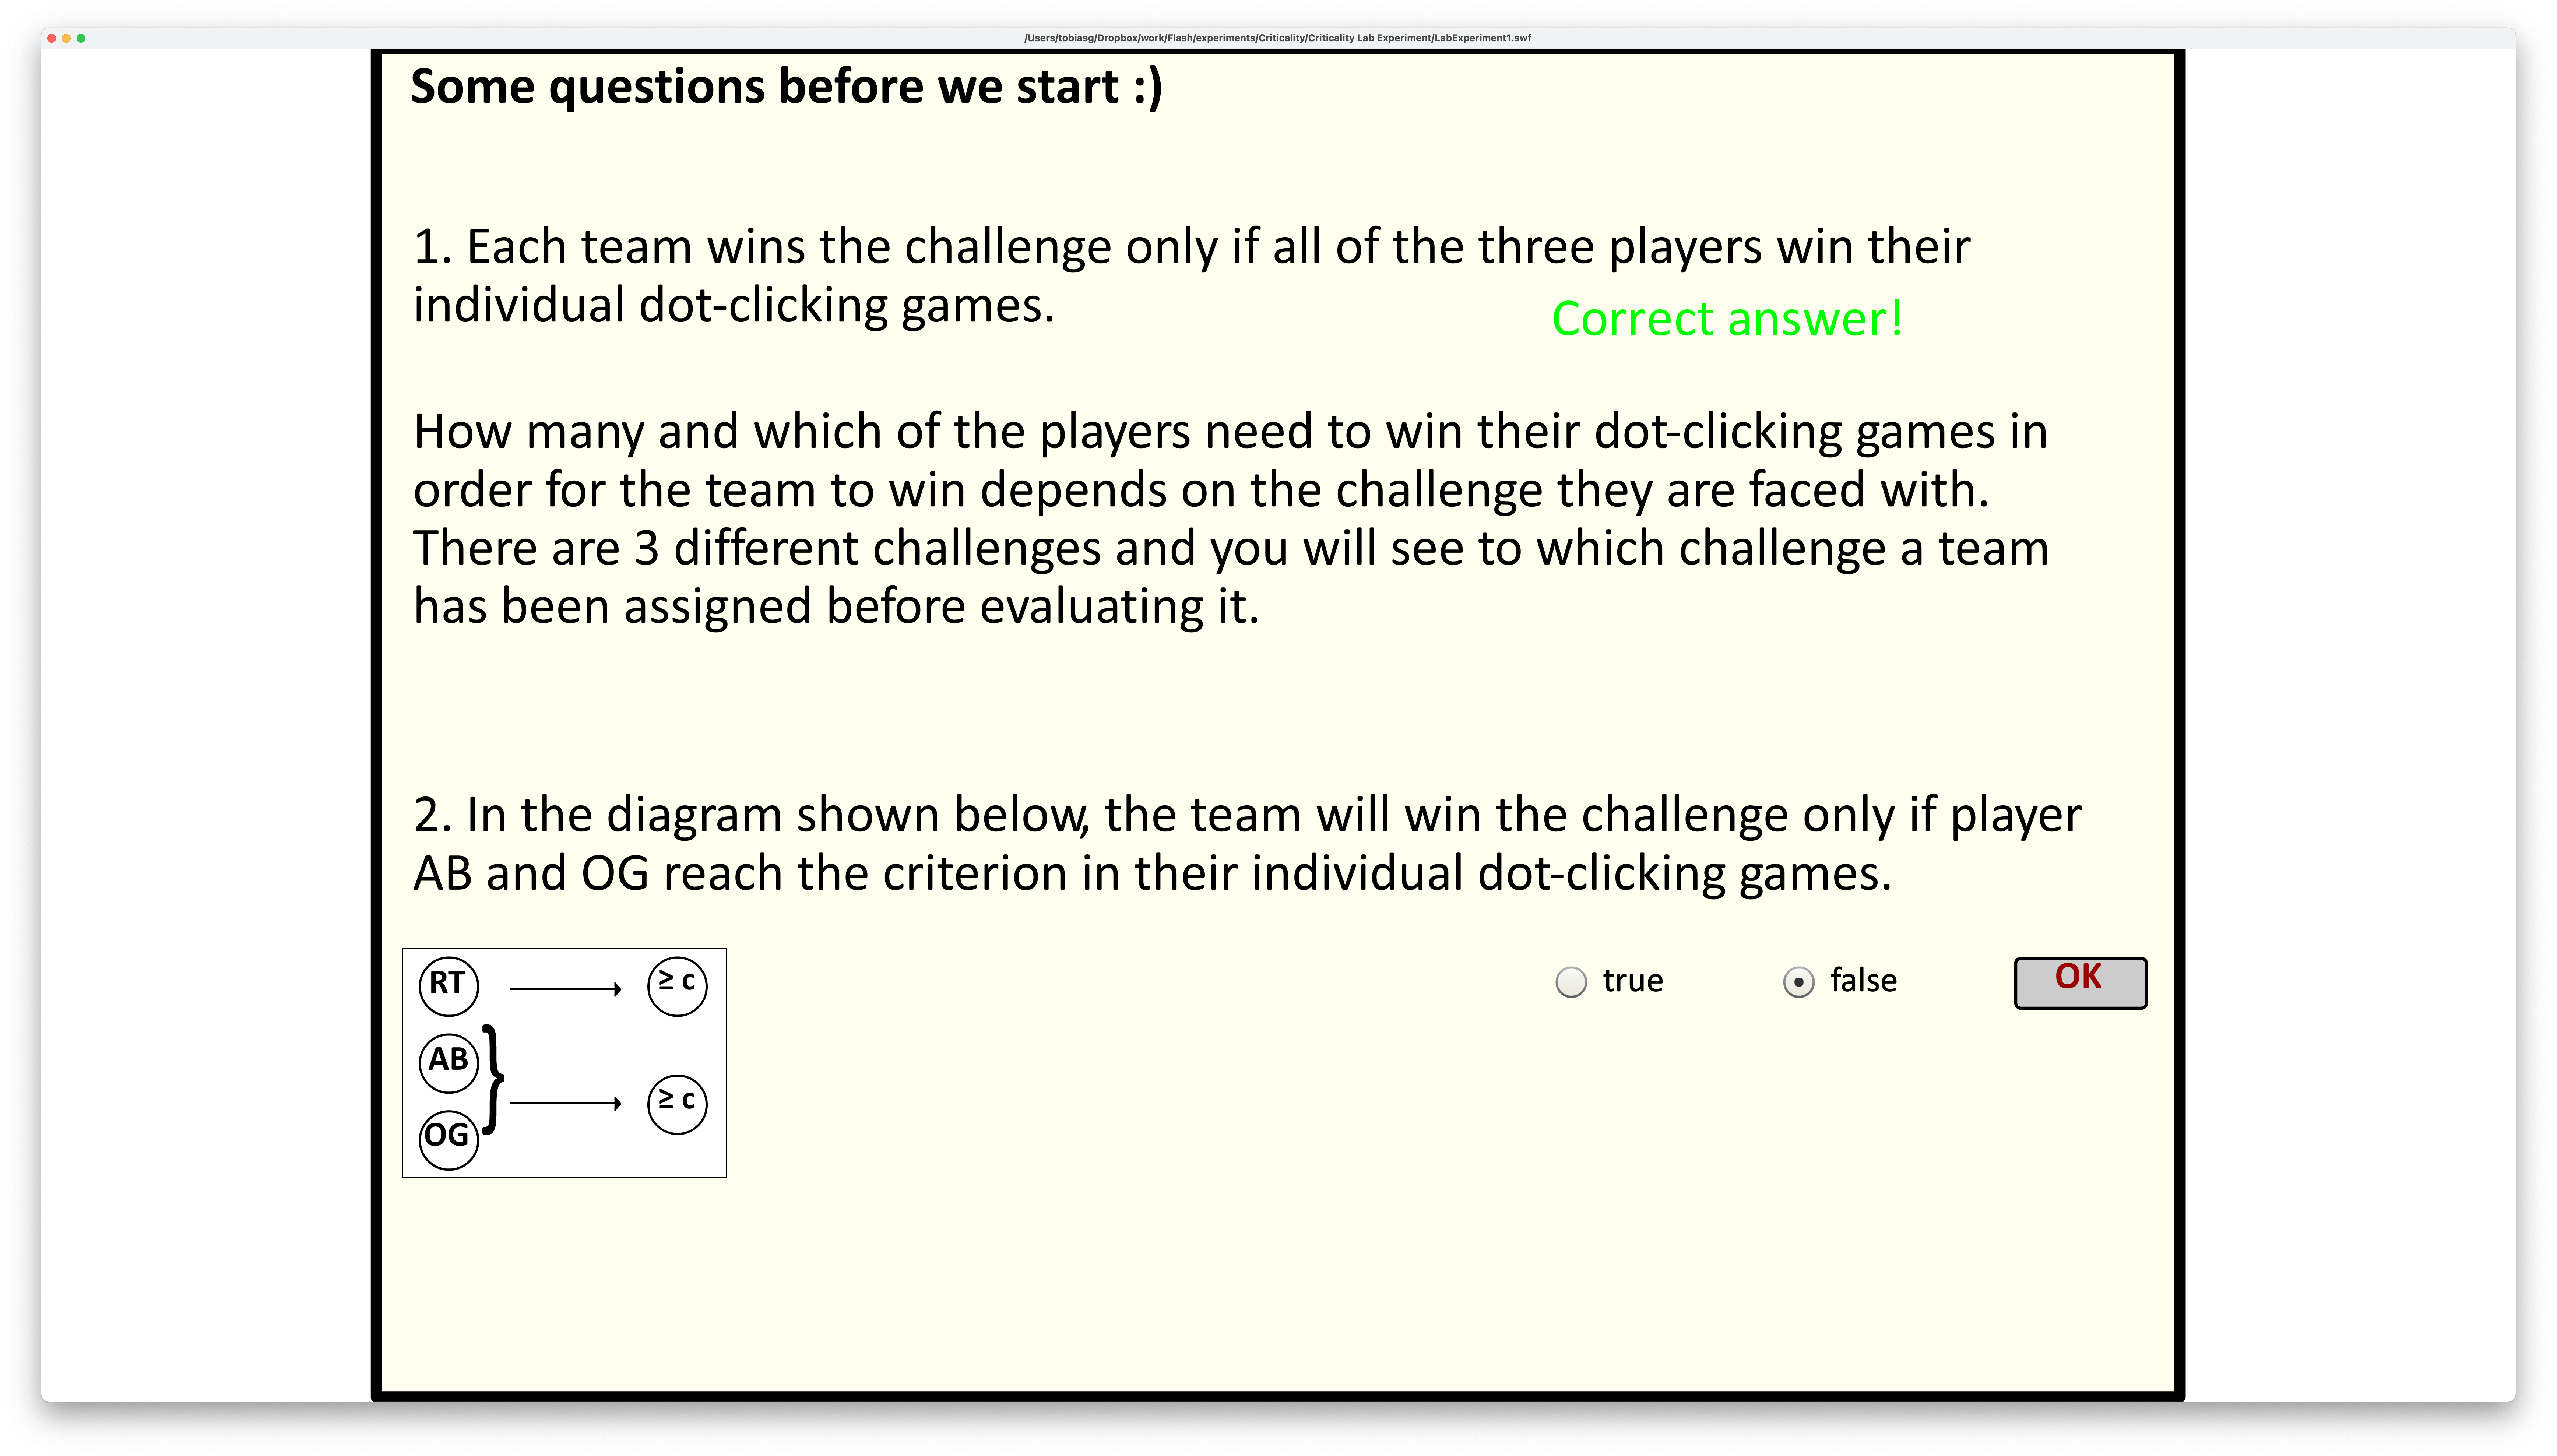 /Users/tobiasg/Dropbox/work/Flash/experiments/Criticality/Criticality Lab Experiment/LabExperiment1.swf
Some questions before we start :)
1. Each team wins the challenge only if all of the three players win their
individual dot-clicking games.
Correct answer!
How many and which of the players need to win their dot-clicking games in
order for the team to win depends on the challenge they are faced with.
There are 3 different challenges and you will see to which challenge a team
has been assigned before evaluating it.
2. In the diagram shown below, the team will win the challenge only if player
AB and OG reach the criterion in their individual dot-clicking games.
RT ≥ c
AB
OG
≥ c
true false OK